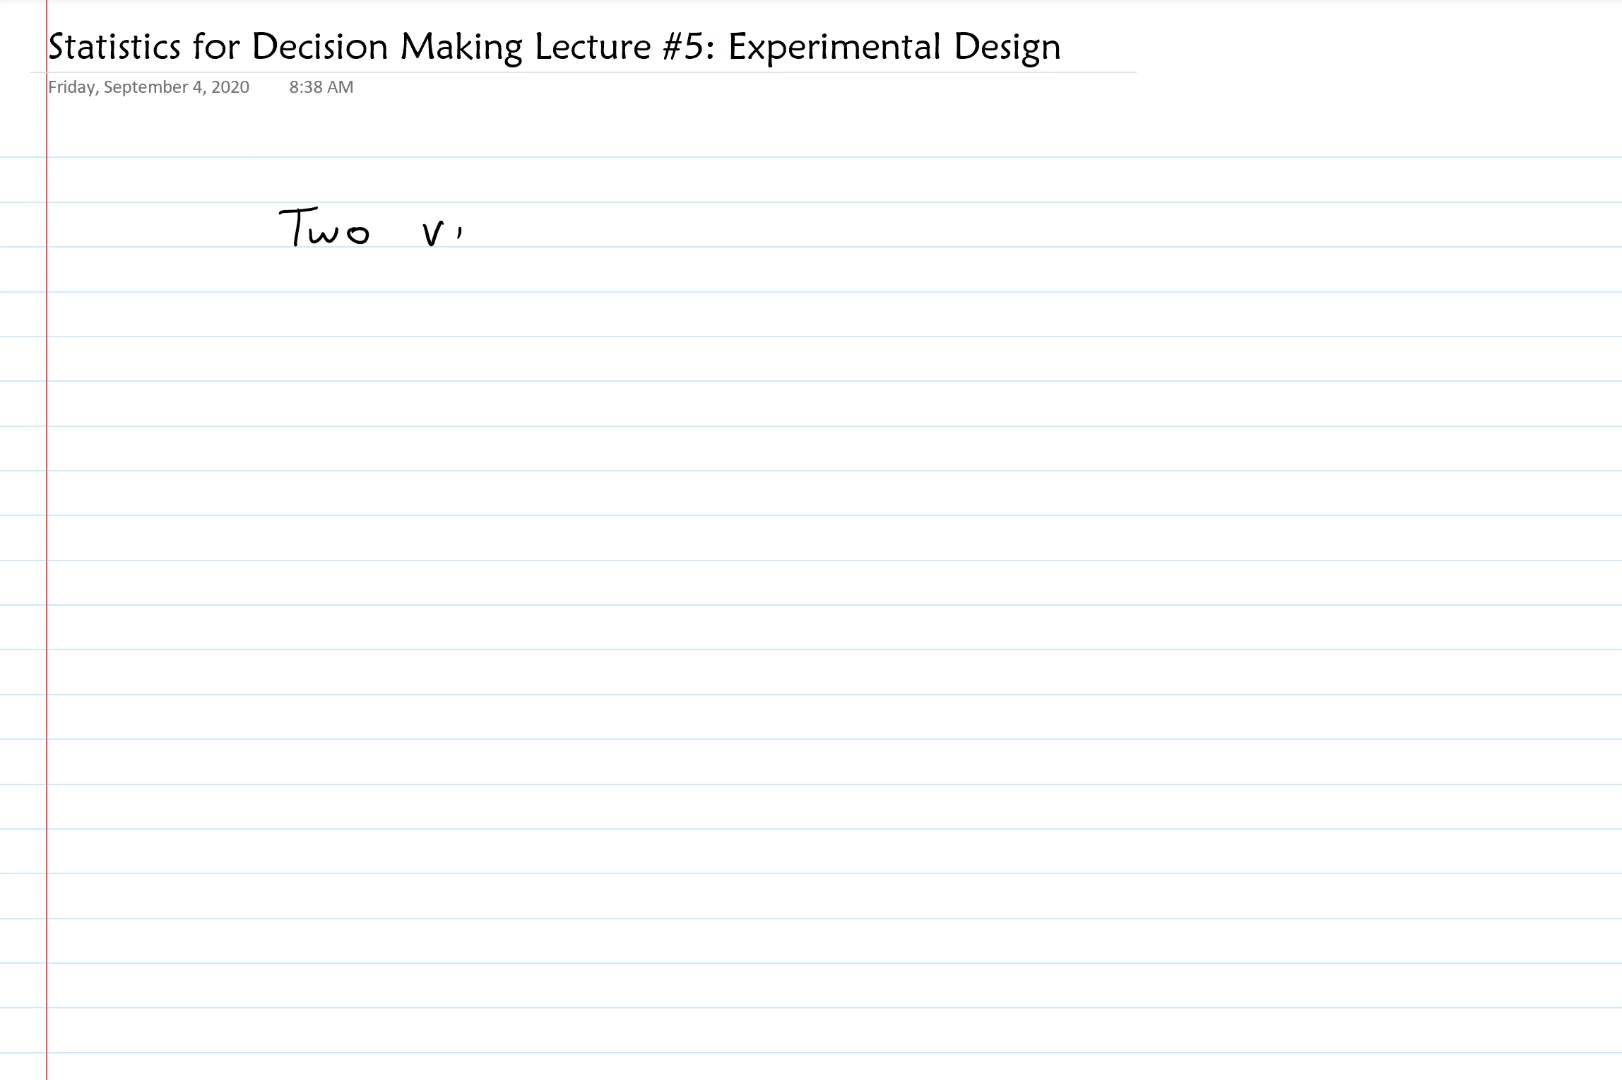 Statistics for Decision Making Lecture #5: Experimental Design
Friday, September 4, 2020 8:38 AM
Two